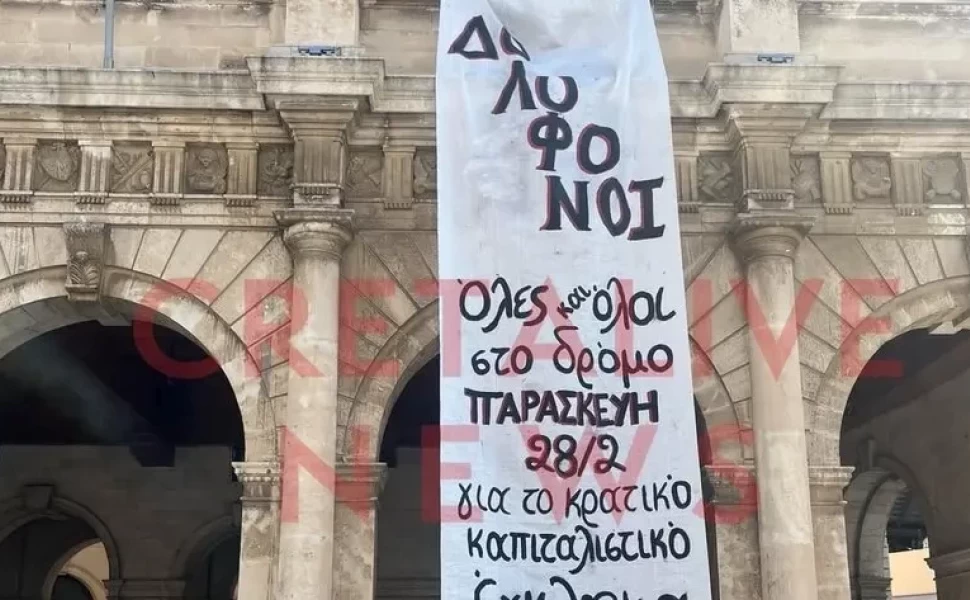 ΔΟ
ΛΟ
ΦΟ
ΝΟΙ
Όλες και όλοι
στο δρόμο
ΠΑΡΑΣΚΕΥΗ
28/2
για το κρατικό
καπιταλιστικό
CRETALIVE
NEWS